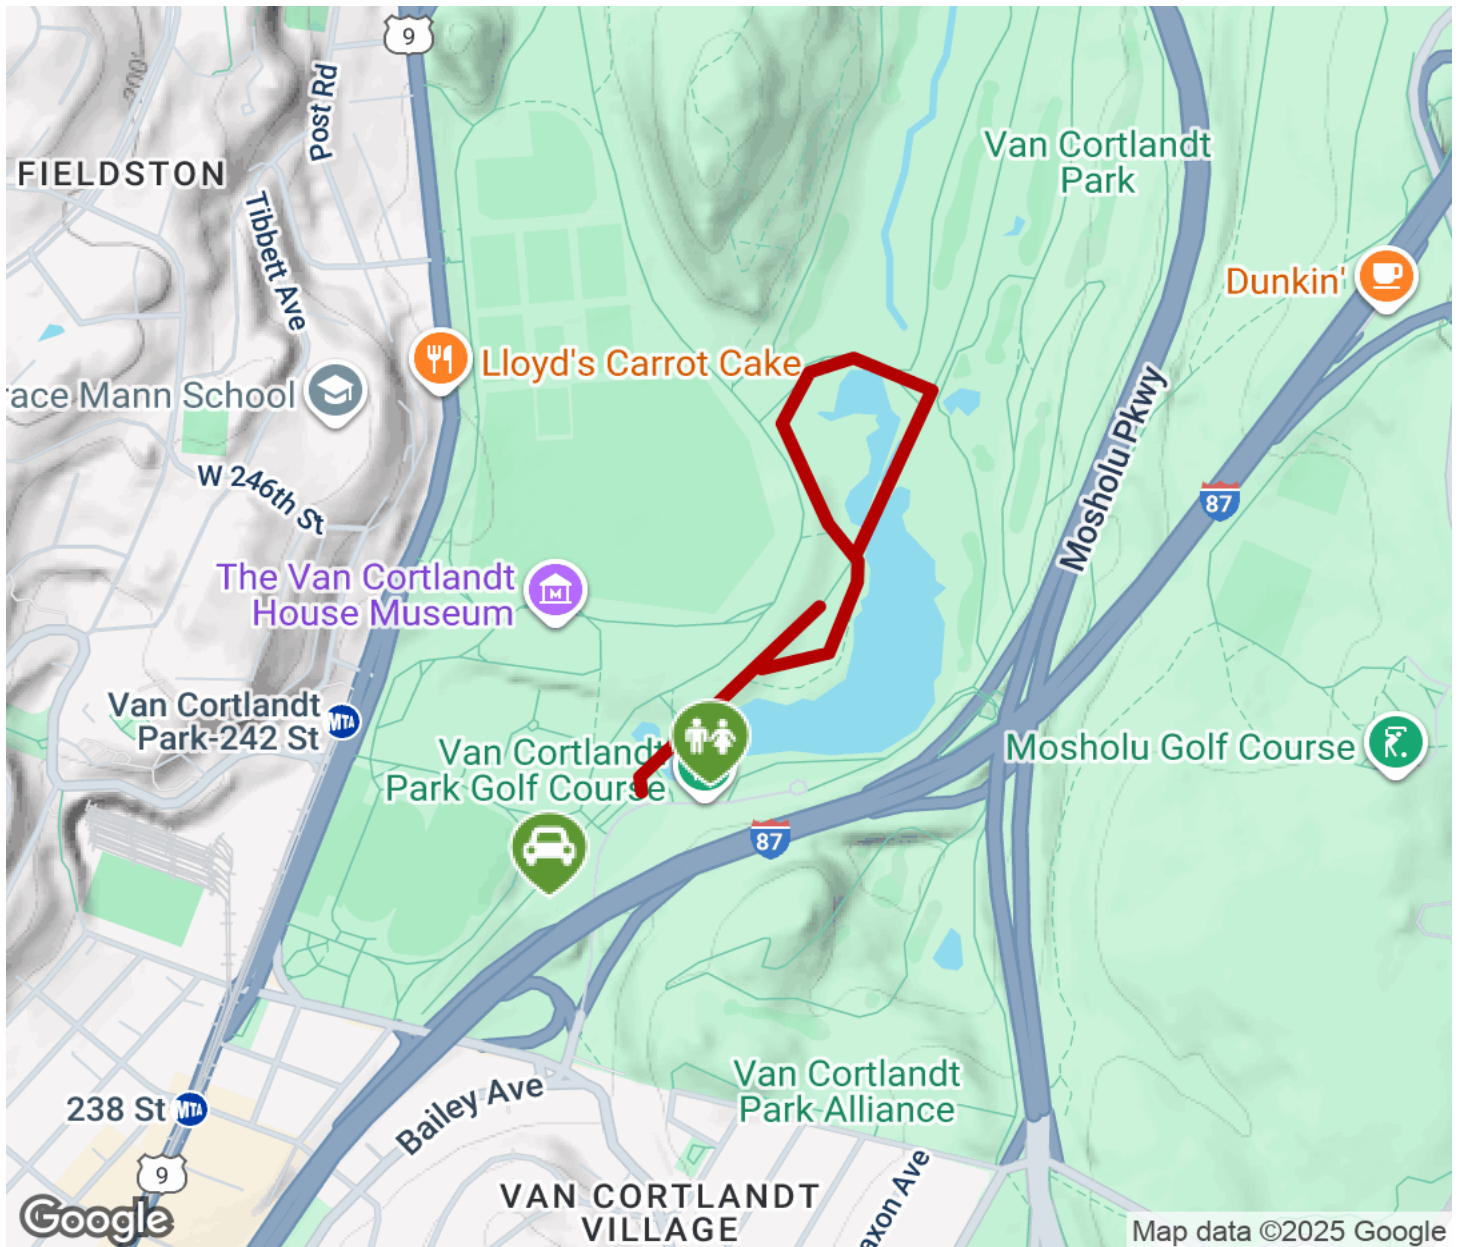 9
200
Post Rd
FIELDSTON
Tibbett Ave
Van Cortlandt
Park
Dunkin'
Lloyd's Carrot Cake
race Mann School
Mosholu Pkwy
W 246th St
87
The Van Cortlandt
House Museum
Van Cortlandt
Park-242 St
MTA
Van Cortlandt
Park Golf Course
Mosholu Golf Course
87
Van Cortlandt
Park Alliance
238 St
MTA
Bailey Ave
9
VAN CORTLANDT
VILLAGE
axon Ave
Google
Map data ©2025 Google